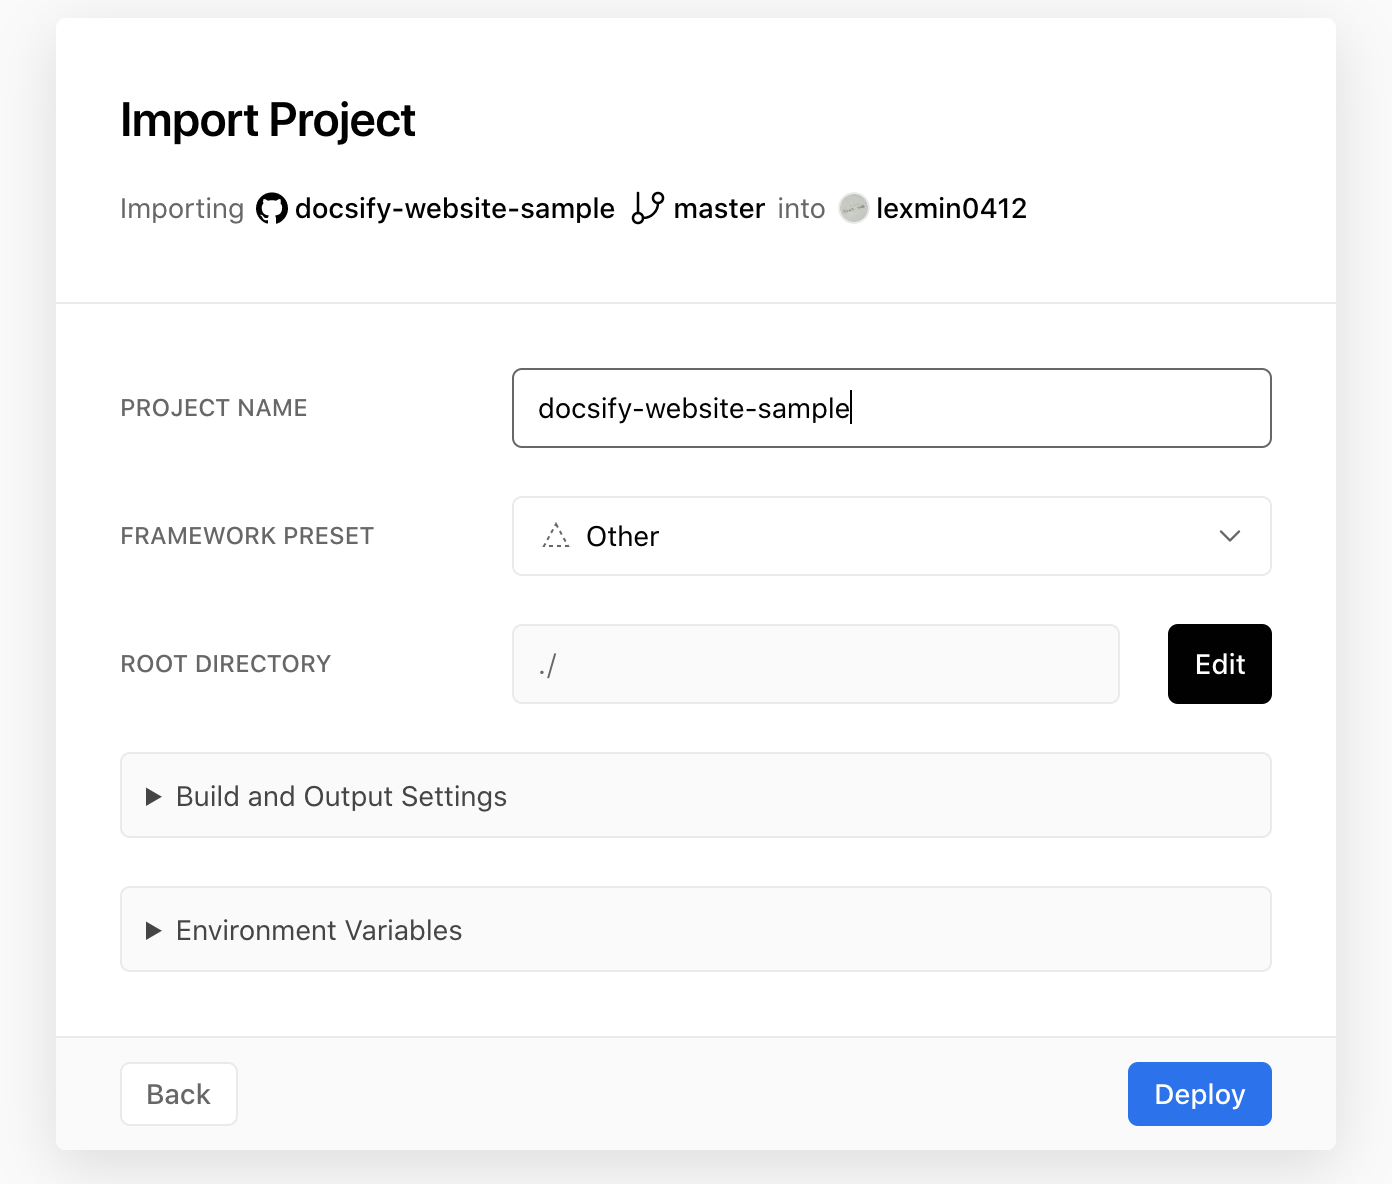 Import Project
Importing docsify-website-sample master into lexmin0412
PROJECT NAME
docsify-website-sample
FRAMEWORK PRESET
Other
ROOT DIRECTORY
./
Edit
Build and Output Settings
Environment Variables
Back
Deploy